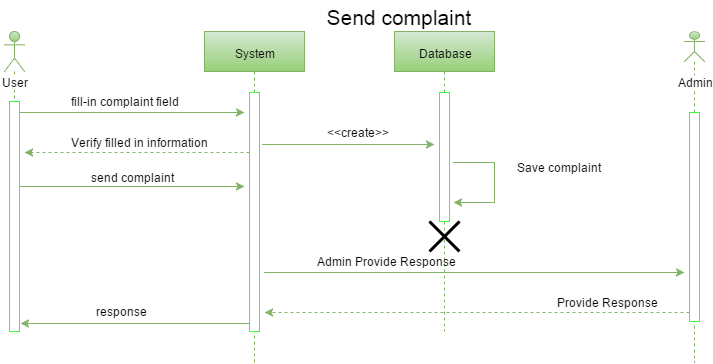 Send complaint
System
Database
User
Admin
fill-in complaint field
<<create>>
Verify filled in information
Save complaint
send complaint
Admin Provide Response
Provide Response
response